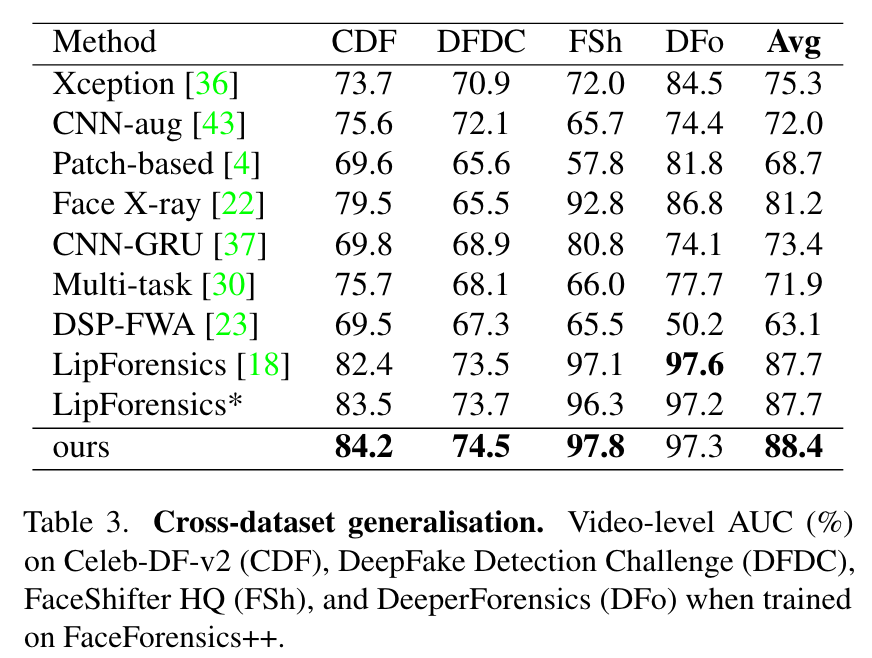 Method CDF DFDC FSh DFo Avg
Xception [36] 73.7 70.9 72.0 84.5 75.3
CNN-aug [43] 75.6 72.1 65.7 74.4 72.0
Patch-based [4] 69.6 65.6 57.8 81.8 68.7
Face X-ray [22] 79.5 65.5 92.8 86.8 81.2
CNN-GRU [37] 69.8 68.9 80.8 74.1 73.4
Multi-task [30] 75.7 68.1 66.0 77.7 71.9
DSP-FWA [23] 69.5 67.3 65.5 50.2 63.1
LipForensics [18] 82.4 73.5 97.1 97.6 87.7
LipForensics* 83.5 73.7 96.3 97.2 87.7
ours 84.2 74.5 97.8 97.3 88.4
Table 3. Cross-dataset generalisation. Video-level AUC (%)
on Celeb-DF-v2 (CDF), DeepFake Detection Challenge (DFDC),
FaceShifter HQ (FSh), and DeeperForensics (DFo) when trained
on FaceForensics++.